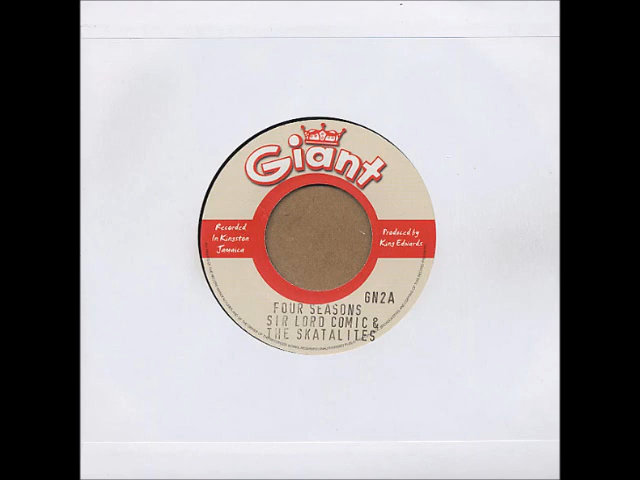 Giant
Recorded
In Kingston
Jamaica
Produced by
King Edwards
GN2A
FOUR SEASONS
SIR LORD COMIC &
THE SKATALITES